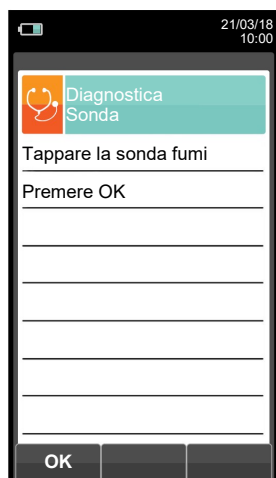 21/03/18
10:00
Diagnostica
Sonda
Tappare la sonda fumi
Premere OK
OK